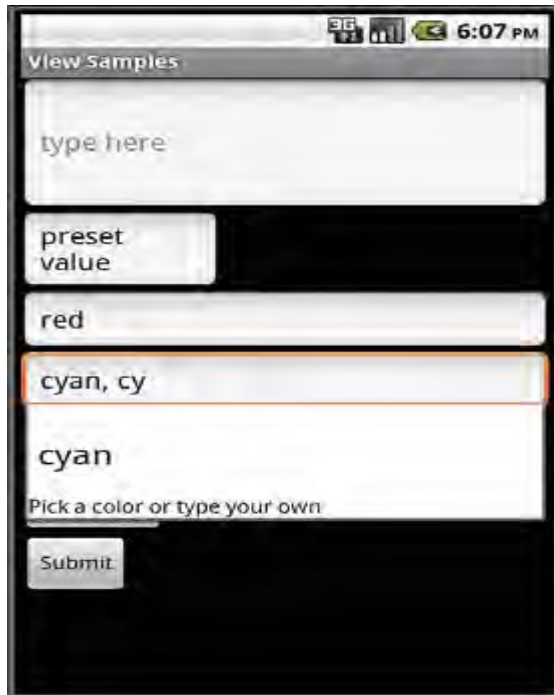 3G
6:07 PM
View Samples
type here
preset
value
red
cyan, cy
cyan
Pick a color or type your own
Submit